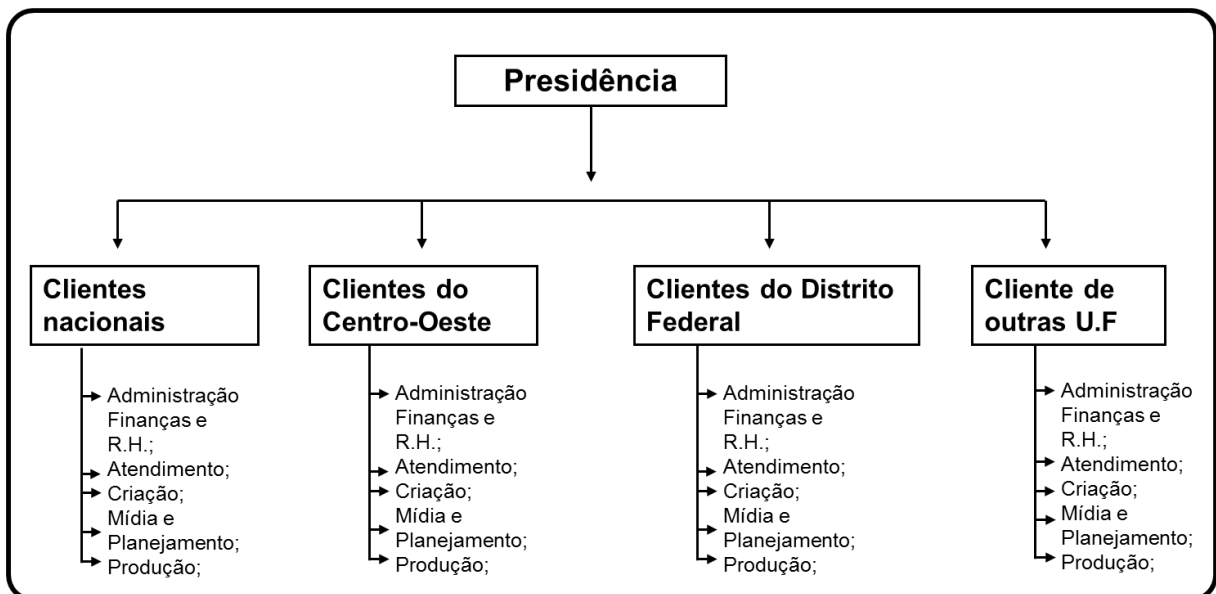 Presidência
Clientes
nacionais
Administração
Finanças e
R.H.;
Atendimento;
Criação;
Mídia e
Planejamento;
Produção;
Clientes do
Centro-Oeste
Administração
Finanças e
R.H.;
Atendimento;
Criação;
Mídia e
Planejamento;
Produção;
Clientes do Distrito
Federal
Administração
Finanças e
R.H.;
Atendimento;
Criação;
Mídia e
Planejamento;
Produção;
Cliente de
outras U.F
Administração
Finanças e
R.H.;
Atendimento;
Criação;
Mídia e
Planejamento;
Produção;